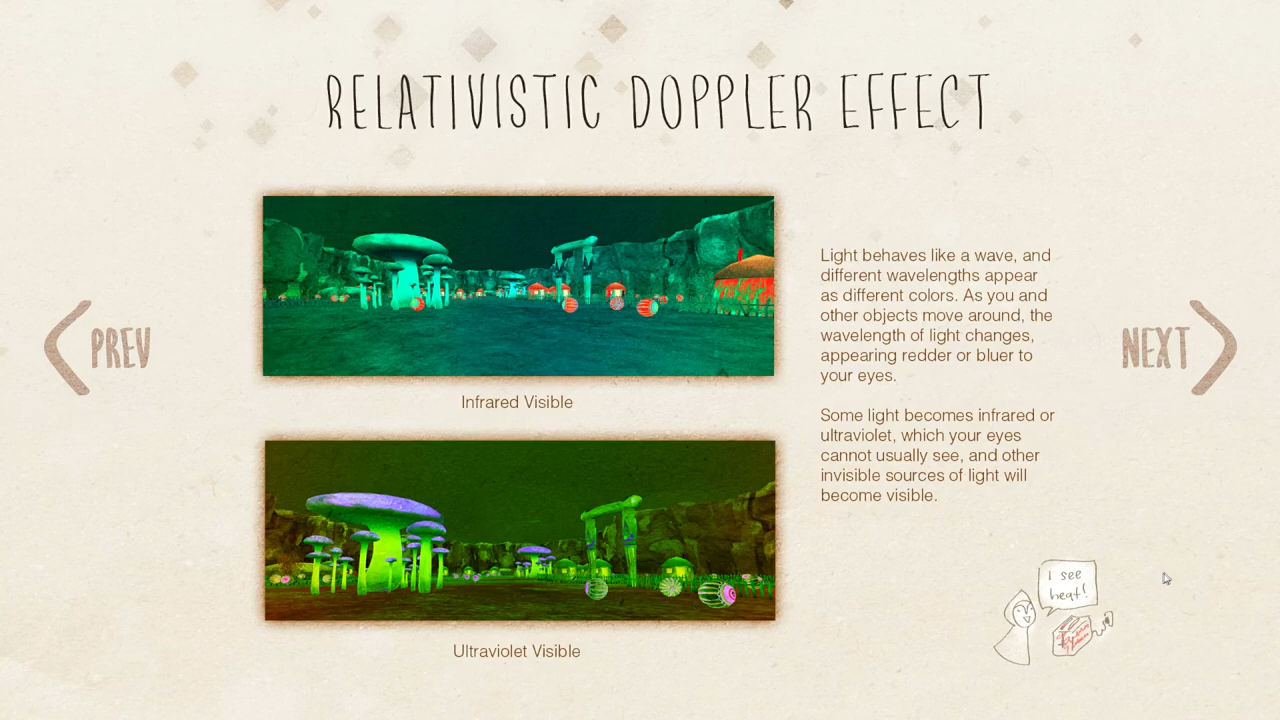 RELATIVISTIC DOPPLER EFFECT
PREV
Infrared Visible
Ultraviolet Visible
Light behaves like a wave, and
different wavelengths appear
as different colors. As you and
other objects move around, the
wavelength of light changes,
appearing redder or bluer to
your eyes.
Some light becomes infrared or
ultraviolet, which your eyes
cannot usually see, and other
invisible sources of light will
become visible.
I see
heat!
NEXT